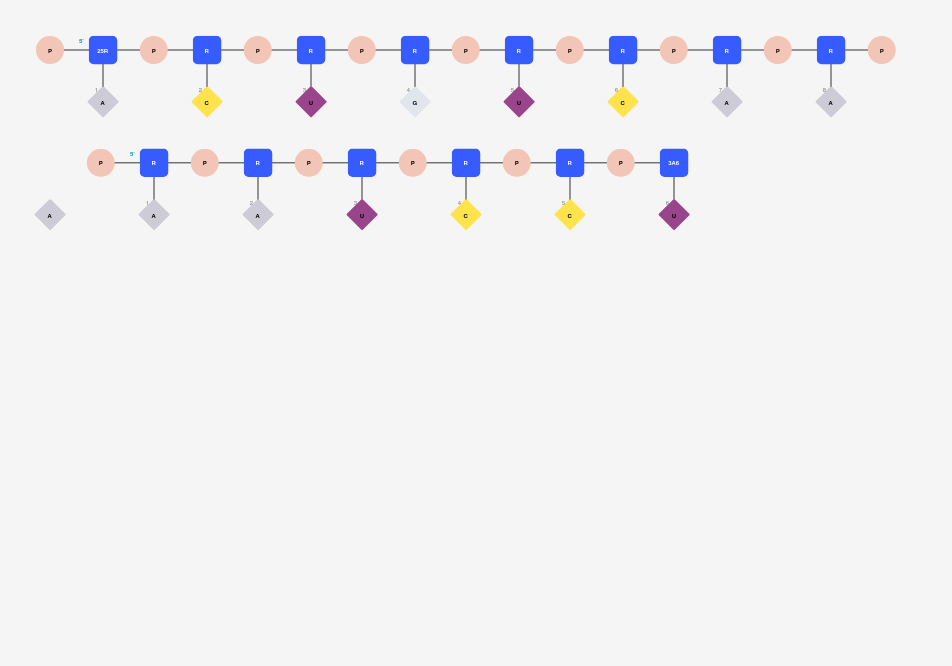 P 5' 25R P R P R P R P R P R P R P R P
1 A 2 C 3 U 4 G 5 U 6 C 7 A 8 A
P 5' R P R P R P R P R P 3A6
A 1 A 2 A 3 U 4 C 5 C 6 U